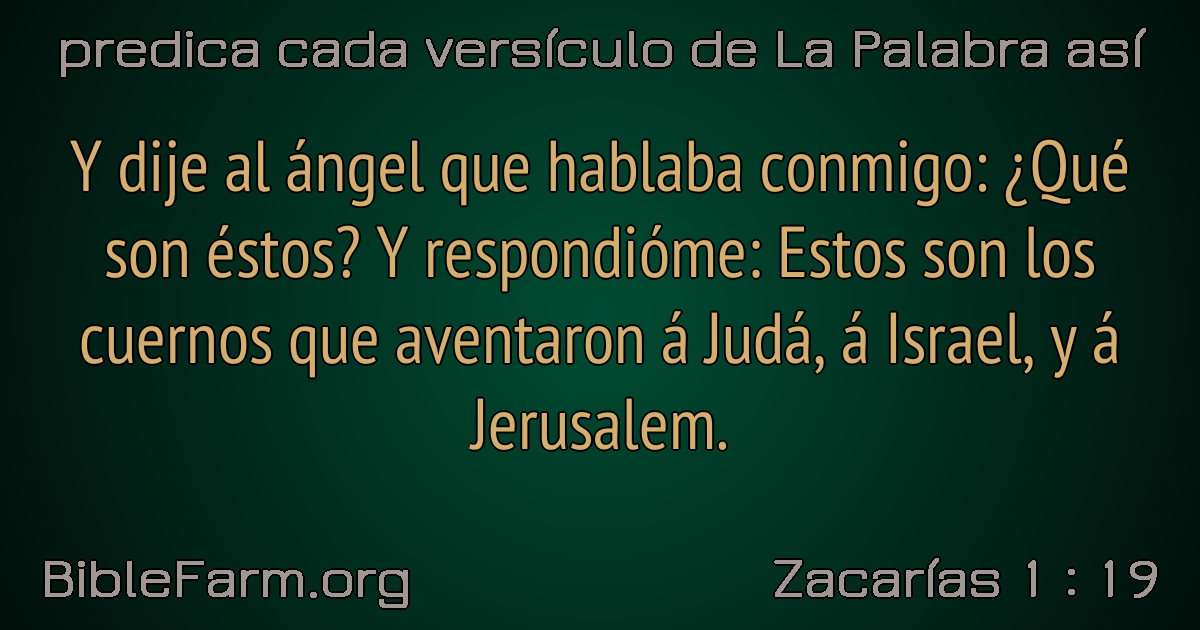 predica cada versículo de La Palabra así
Y dije al ángel que hablaba conmigo: ¿Qué
son éstos? Y respondióme: Estos son los
cuernos que aventaron á Judá, á Israel, y á
Jerusalem.
BibleFarm.org
Zacarías 1 : 19